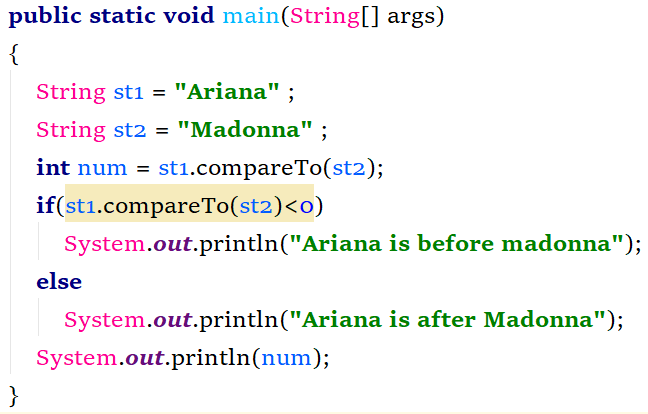 public static void main(String[] args)
{
String st1 = "Ariana" ;
String st2 = "Madonna" ;
int num = st1.compareTo(st2);
if(st1.compareTo(st2)<0)
System.out.println("Ariana is before madonna");
else
System.out.println("Ariana is after Madonna");
System.out.println(num);
}